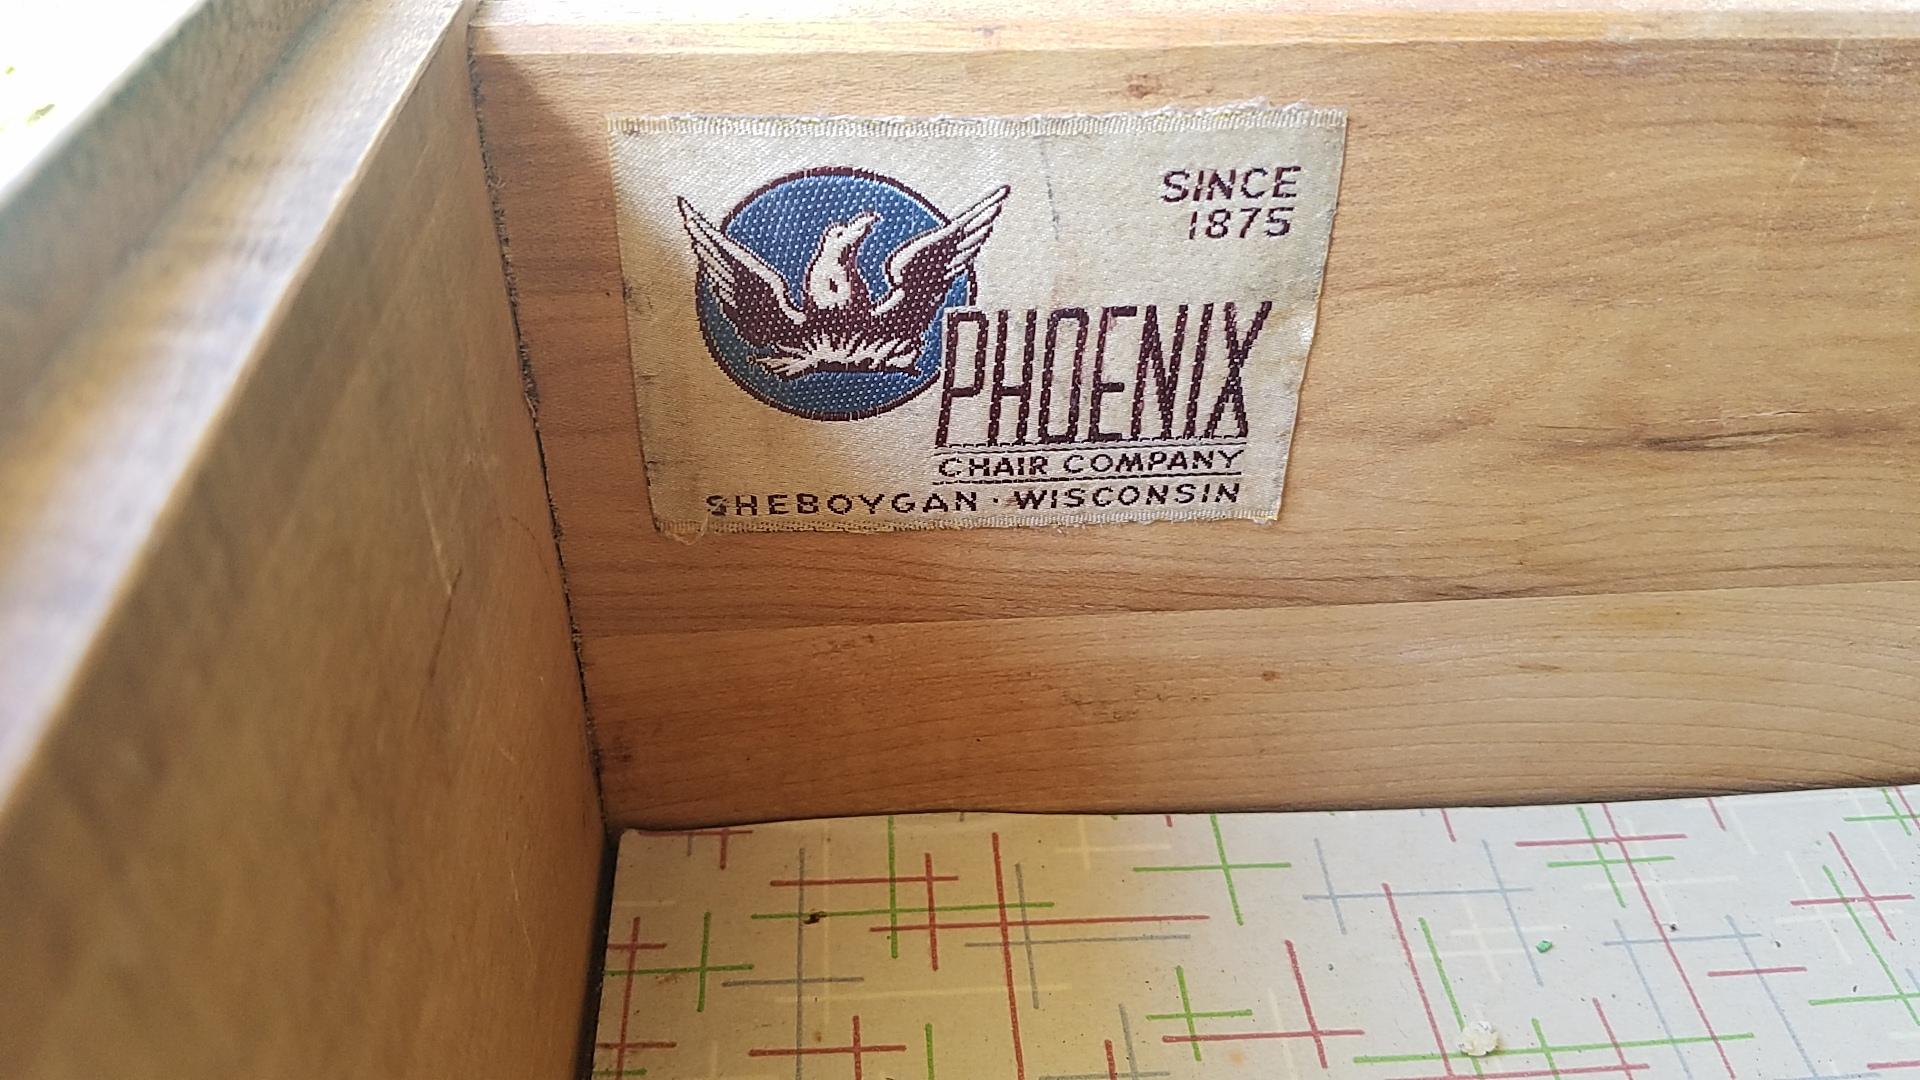 SINCE
1875
PHOENIX
CHAIR COMPANY
SHEBOYGAN · WISCONSIN